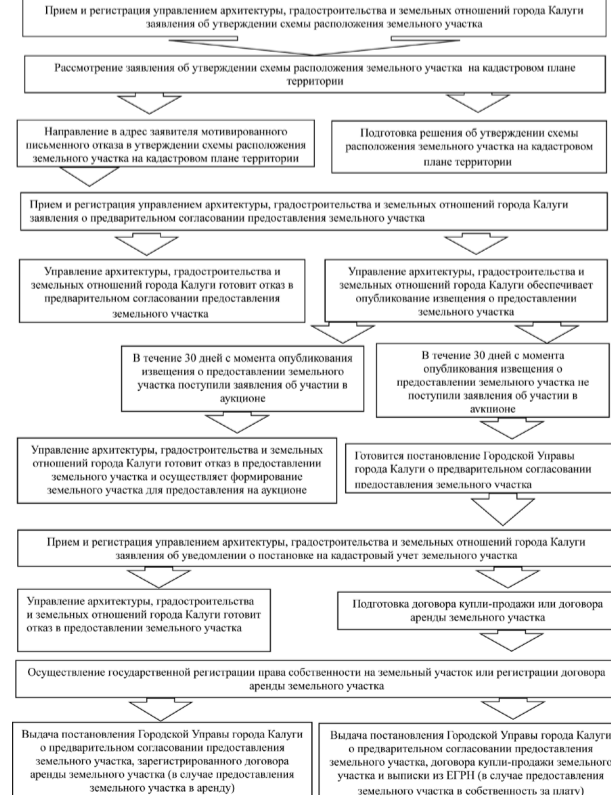 Прием и регистрация управлением архитектуры, градостроительства и земельных отношений города Калуги
заявления об утверждении схемы расположения земельного участка
Рассмотрение заявления об утверждении схемы расположения земельного участка на кадастровом плане
территории
Направление в адрес заявителя мотивированного
письменного отказа в утверждении схемы расположения
земельного участка на кадастровом плане территории
Подготовка решения об утверждении схемы
расположения земельного участка на кадастровом
плане территории
Прием и регистрация управлением архитектуры, градостроительства и земельных отношений города Калуги
заявления о предварительном согласовании предоставления земельного участка
Управление архитектуры, градостроительства и
земельных отношений города Калуги готовит отказ в
предварительном согласовании предоставления
земельного участка
Управление архитектуры, градостроительства и
земельных отношений города Калуги обеспечивает
опубликование извещения о предоставлении
земельного участка
В течение 30 дней с момента опубликования
извещения о предоставлении земельного
участка поступили заявления об участии в
аукционе
В течение 30 дней с момента
опубликования извещения о
предоставлении земельного участка не
поступили заявления об участии в
аукционе
Управление архитектуры, градостроительства и земельных
отношений города Калуги готовит отказ в предоставлении
земельного участка и осуществляет формирование
земельного участка для предоставления на аукционе
Готовится постановление Городской Управы
города Калуги о предварительном согласовании
предоставления земельного участка
Прием и регистрация управлением архитектуры, градостроительства и земельных отношений города Калуги
заявления об уведомлении о постановке на кадастровый учет земельного участка
Управление архитектуры, градостроительства
и земельных отношений города Калуги готовит
отказ в предоставлении земельного участка
Подготовка договора купли-продажи или договора
аренды земельного участка
Осуществление государственной регистрации права собственности на земельный участок или регистрации договора
аренды земельного участка
Выдача постановления Городской Управы города Калуги
о предварительном согласовании предоставления
земельного участка, зарегистрированного договора
аренды земельного участка (в случае предоставления
земельного участка в аренду)
Выдача постановления Городской Управы города Калуги
о предварительном согласовании предоставления
земельного участка, договора купли-продажи земельного
участка и выписки из ЕГРН (в случае предоставления
земельного участка в собственность за плату)